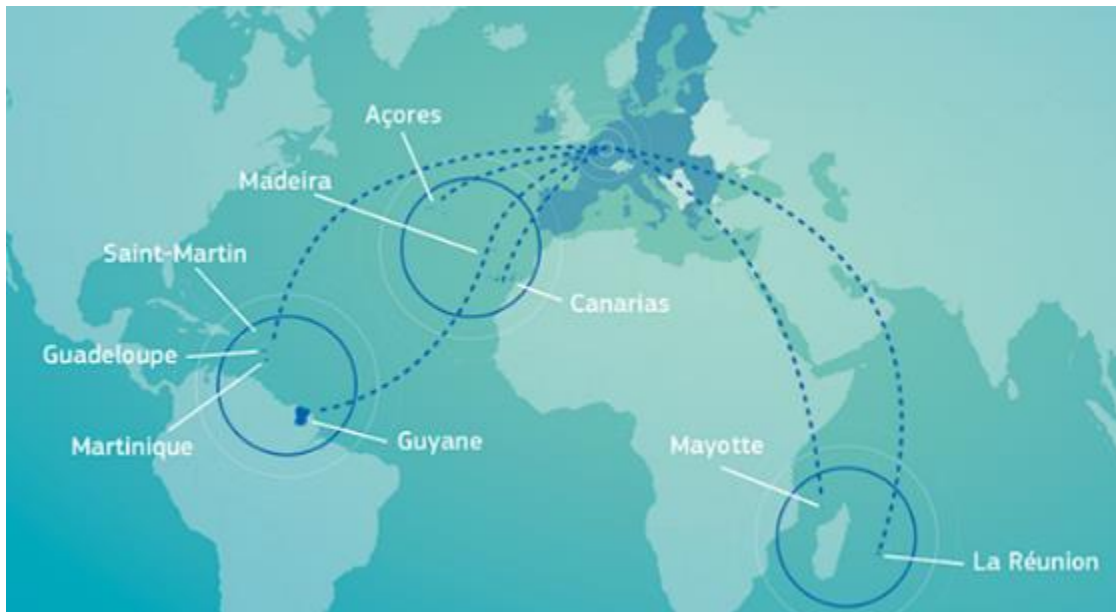 Açores
Madeira
Saint-Martin
Canarias
Guadeloupe
Martinique
Guyane
Mayotte
La Réunion